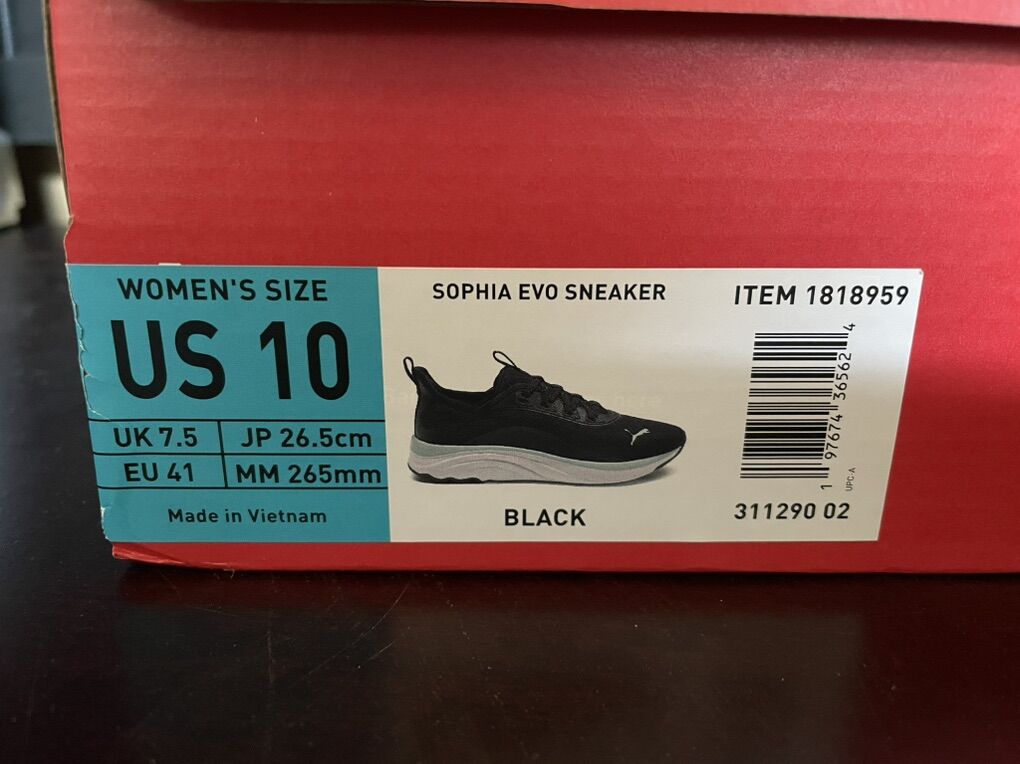 WOMEN'S SIZE
US 10
UK 7.5
JP 26.5cm
EU 41
MM 265mm
Made in Vietnam
SOPHIA EVO SNEAKER
BLACK
ITEM 1818959
1 97674 36562 4
UPC-A
311290 02